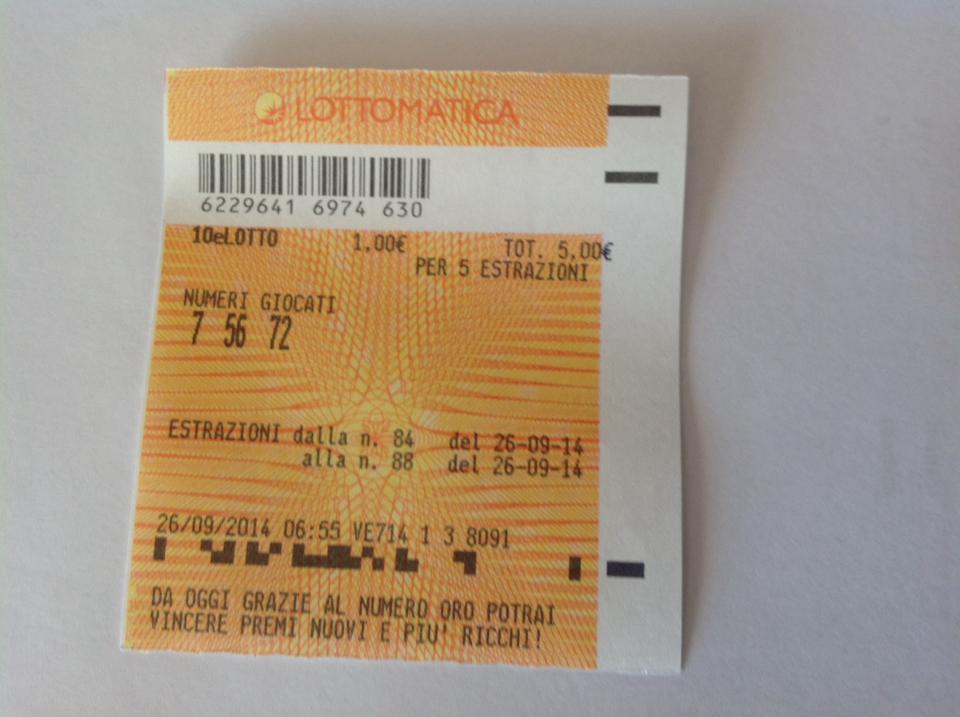 LOTTOMATICA
6229641 6974 630
10eLOTTO 1,00€ TOT. 5,00€
PER 5 ESTRAZIONI
NUMERI GIOCATI
7 56 72
ESTRAZIONI dalla n. 84 del 26-09-14
alla n. 88 del 26-09-14
26/09/2014 06:55 VE714 1 3 8091
DA OGGI GRAZIE AL NUMERO ORO POTRAI
VINCERE PREMI NUOVI E PIU' RICCHI!